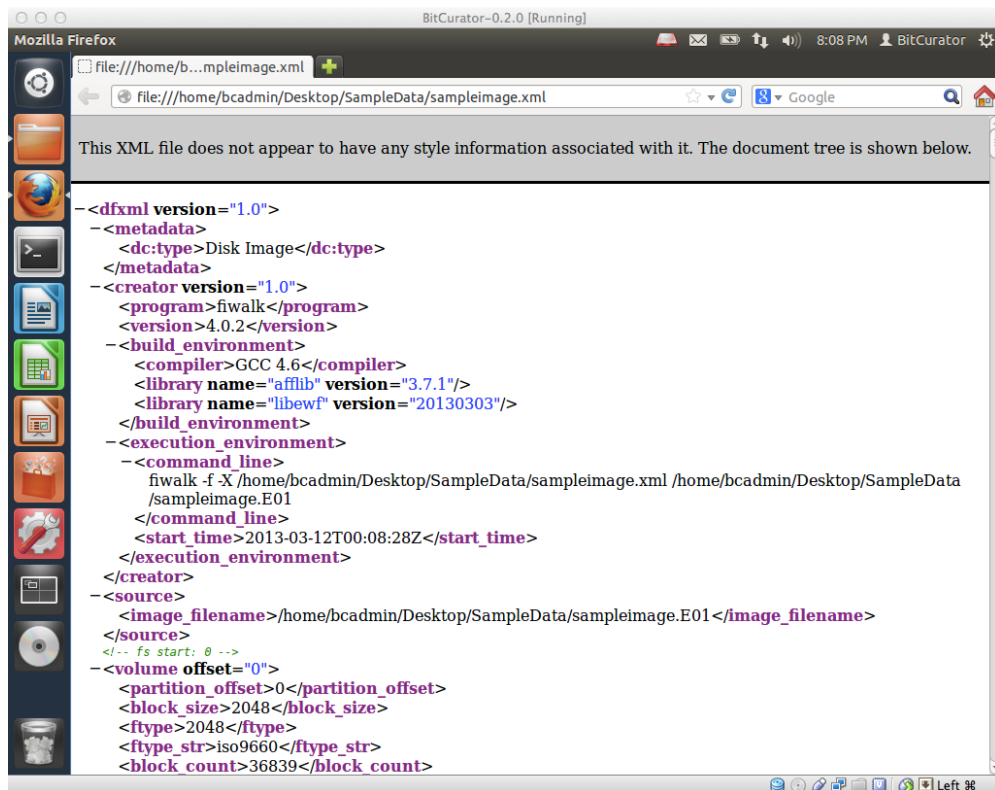 BitCurator-0.2.0 [Running]
Mozilla Firefox 8:08 PM BitCurator
file:///home/b...mpleimage.xml
file:///home/bcadmin/Desktop/SampleData/sampleimage.xml 8 Google
This XML file does not appear to have any style information associated with it. The document tree is shown below.
−<dfxml version="1.0">
−<metadata>
<dc:type>Disk Image</dc:type>
</metadata>
−<creator version="1.0">
<program>fiwalk</program>
<version>4.0.2</version>
−<build_environment>
<compiler>GCC 4.6</compiler>
<library name="afflib" version="3.7.1"/>
<library name="libewf" version="20130303"/>
</build_environment>
−<execution_environment>
−<command_line>
fiwalk -f -X /home/bcadmin/Desktop/SampleData/sampleimage.xml /home/bcadmin/Desktop/SampleData
/sampleimage.E01
</command_line>
<start_time>2013-03-12T00:08:28Z</start_time>
</execution_environment>
</creator>
−<source>
<image_filename>/home/bcadmin/Desktop/SampleData/sampleimage.E01</image_filename>
</source>
<!-- fs start: 0 -->
−<volume offset="0">
<partition_offset>0</partition_offset>
<block_size>2048</block_size>
<ftype>2048</ftype>
<ftype_str>iso9660</ftype_str>
<block_count>36839</block_count>
Left ⌘